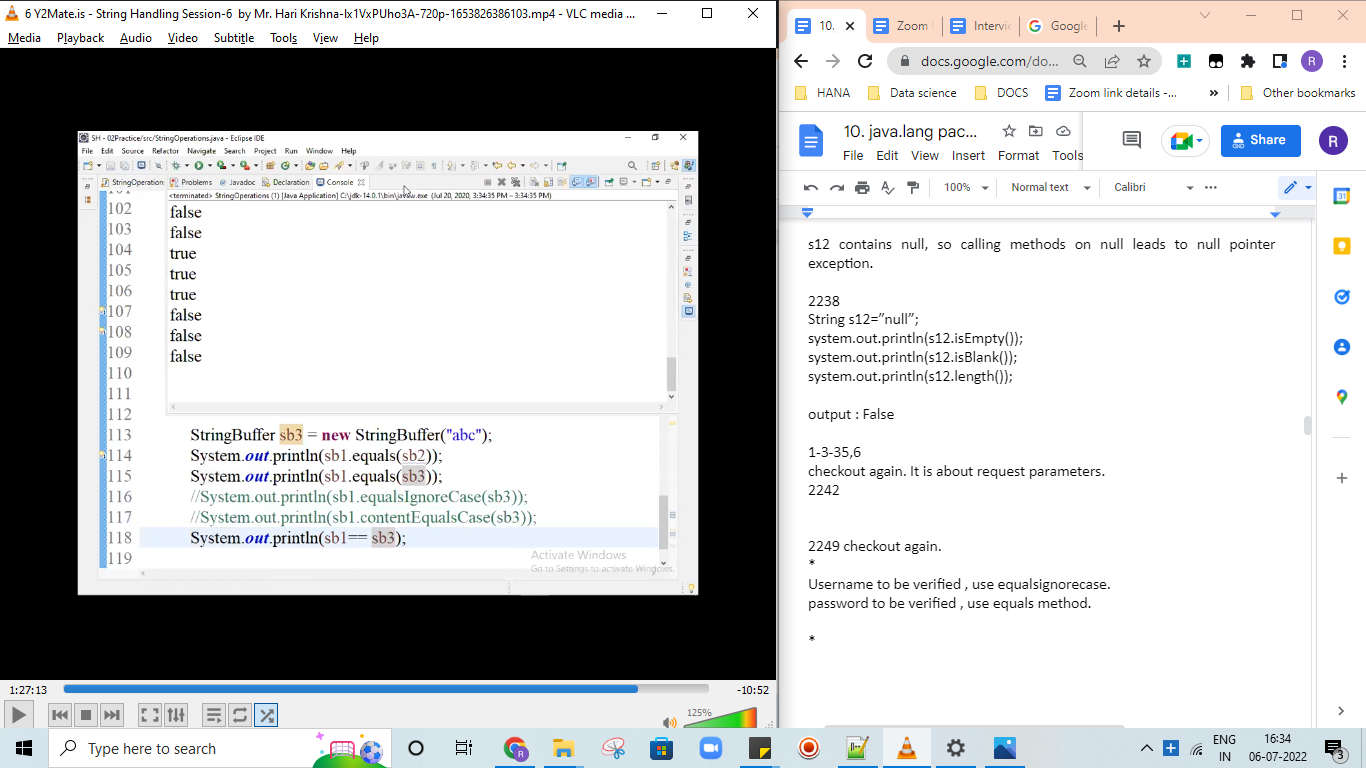 6 Y2Mate.is - String Handling Session-6 by Mr. Hari Krishna-lx1VxPUho3A-720p-1653826386103.mp4 - VLC media ...
Media Playback Audio Video Subtitle Tools View Help
SH - 02Practice/src/StringOperations.java - Eclipse IDE
File Edit Source Refactor Navigate Search Project Run Window Help
StringOperation Problems Javadoc Declaration Console
<terminated> StringOperations (1) [Java Application] C:\jdk-14.0.1\bin\javaw.exe (Jul 20, 2020, 3:34:35 PM – 3:34:35 PM)
102 false
103 false
104 true
105 true
106 true
107 false
108 false
109 false
110
111
112
113 StringBuffer sb3 = new StringBuffer("abc");
114 System.out.println(sb1.equals(sb2));
115 System.out.println(sb1.equals(sb3));
116 //System.out.println(sb1.equalsIgnoreCase(sb3));
117 //System.out.println(sb1.contentEqualsCase(sb3));
118 System.out.println(sb1== sb3);
119
Activate Windows
Go to Settings to activate Windows.
1:27:13 -10:52
125%
10. Zoom Intervi Google
docs.google.com/do...
R
HANA Data science DOCS Zoom link details -... » Other bookmarks
10. java.lang pac...
Share
R
File Edit View Insert Format Tools
100% Normal text Calibri
31
s12 contains null, so calling methods on null leads to null pointer
exception.
2238
String s12=”null”;
system.out.println(s12.isEmpty());
system.out.println(s12.isBlank());
system.out.println(s12.length());
output : False
1-3-35,6
checkout again. It is about request parameters.
2242
2249 checkout again.
*
Username to be verified , use equalsignorecase.
password to be verified , use equals method.
*
Type here to search
R
ENG
IN
16:34
06-07-2022
3